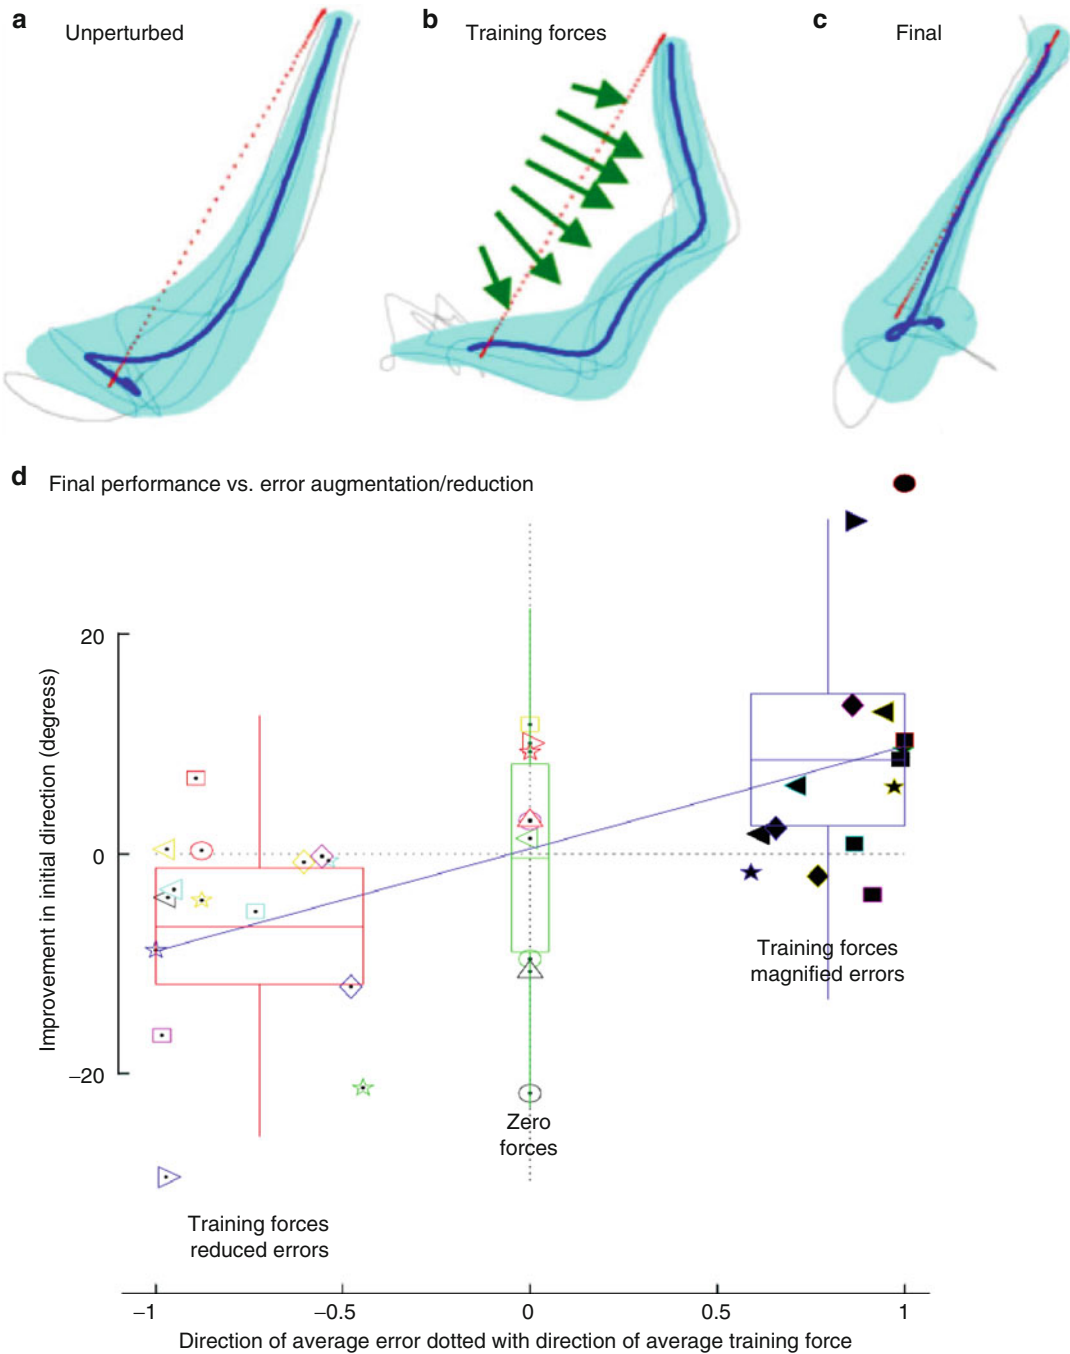 a
Unperturbed
b
Training forces
c
Final
d
Final performance vs. error augmentation/reduction
Improvement in initial direction (degress)
20
0
−20
Training forces
magnified errors
Zero
forces
Training forces
reduced errors
−1
−0.5
0
0.5
1
Direction of average error dotted with direction of average training force